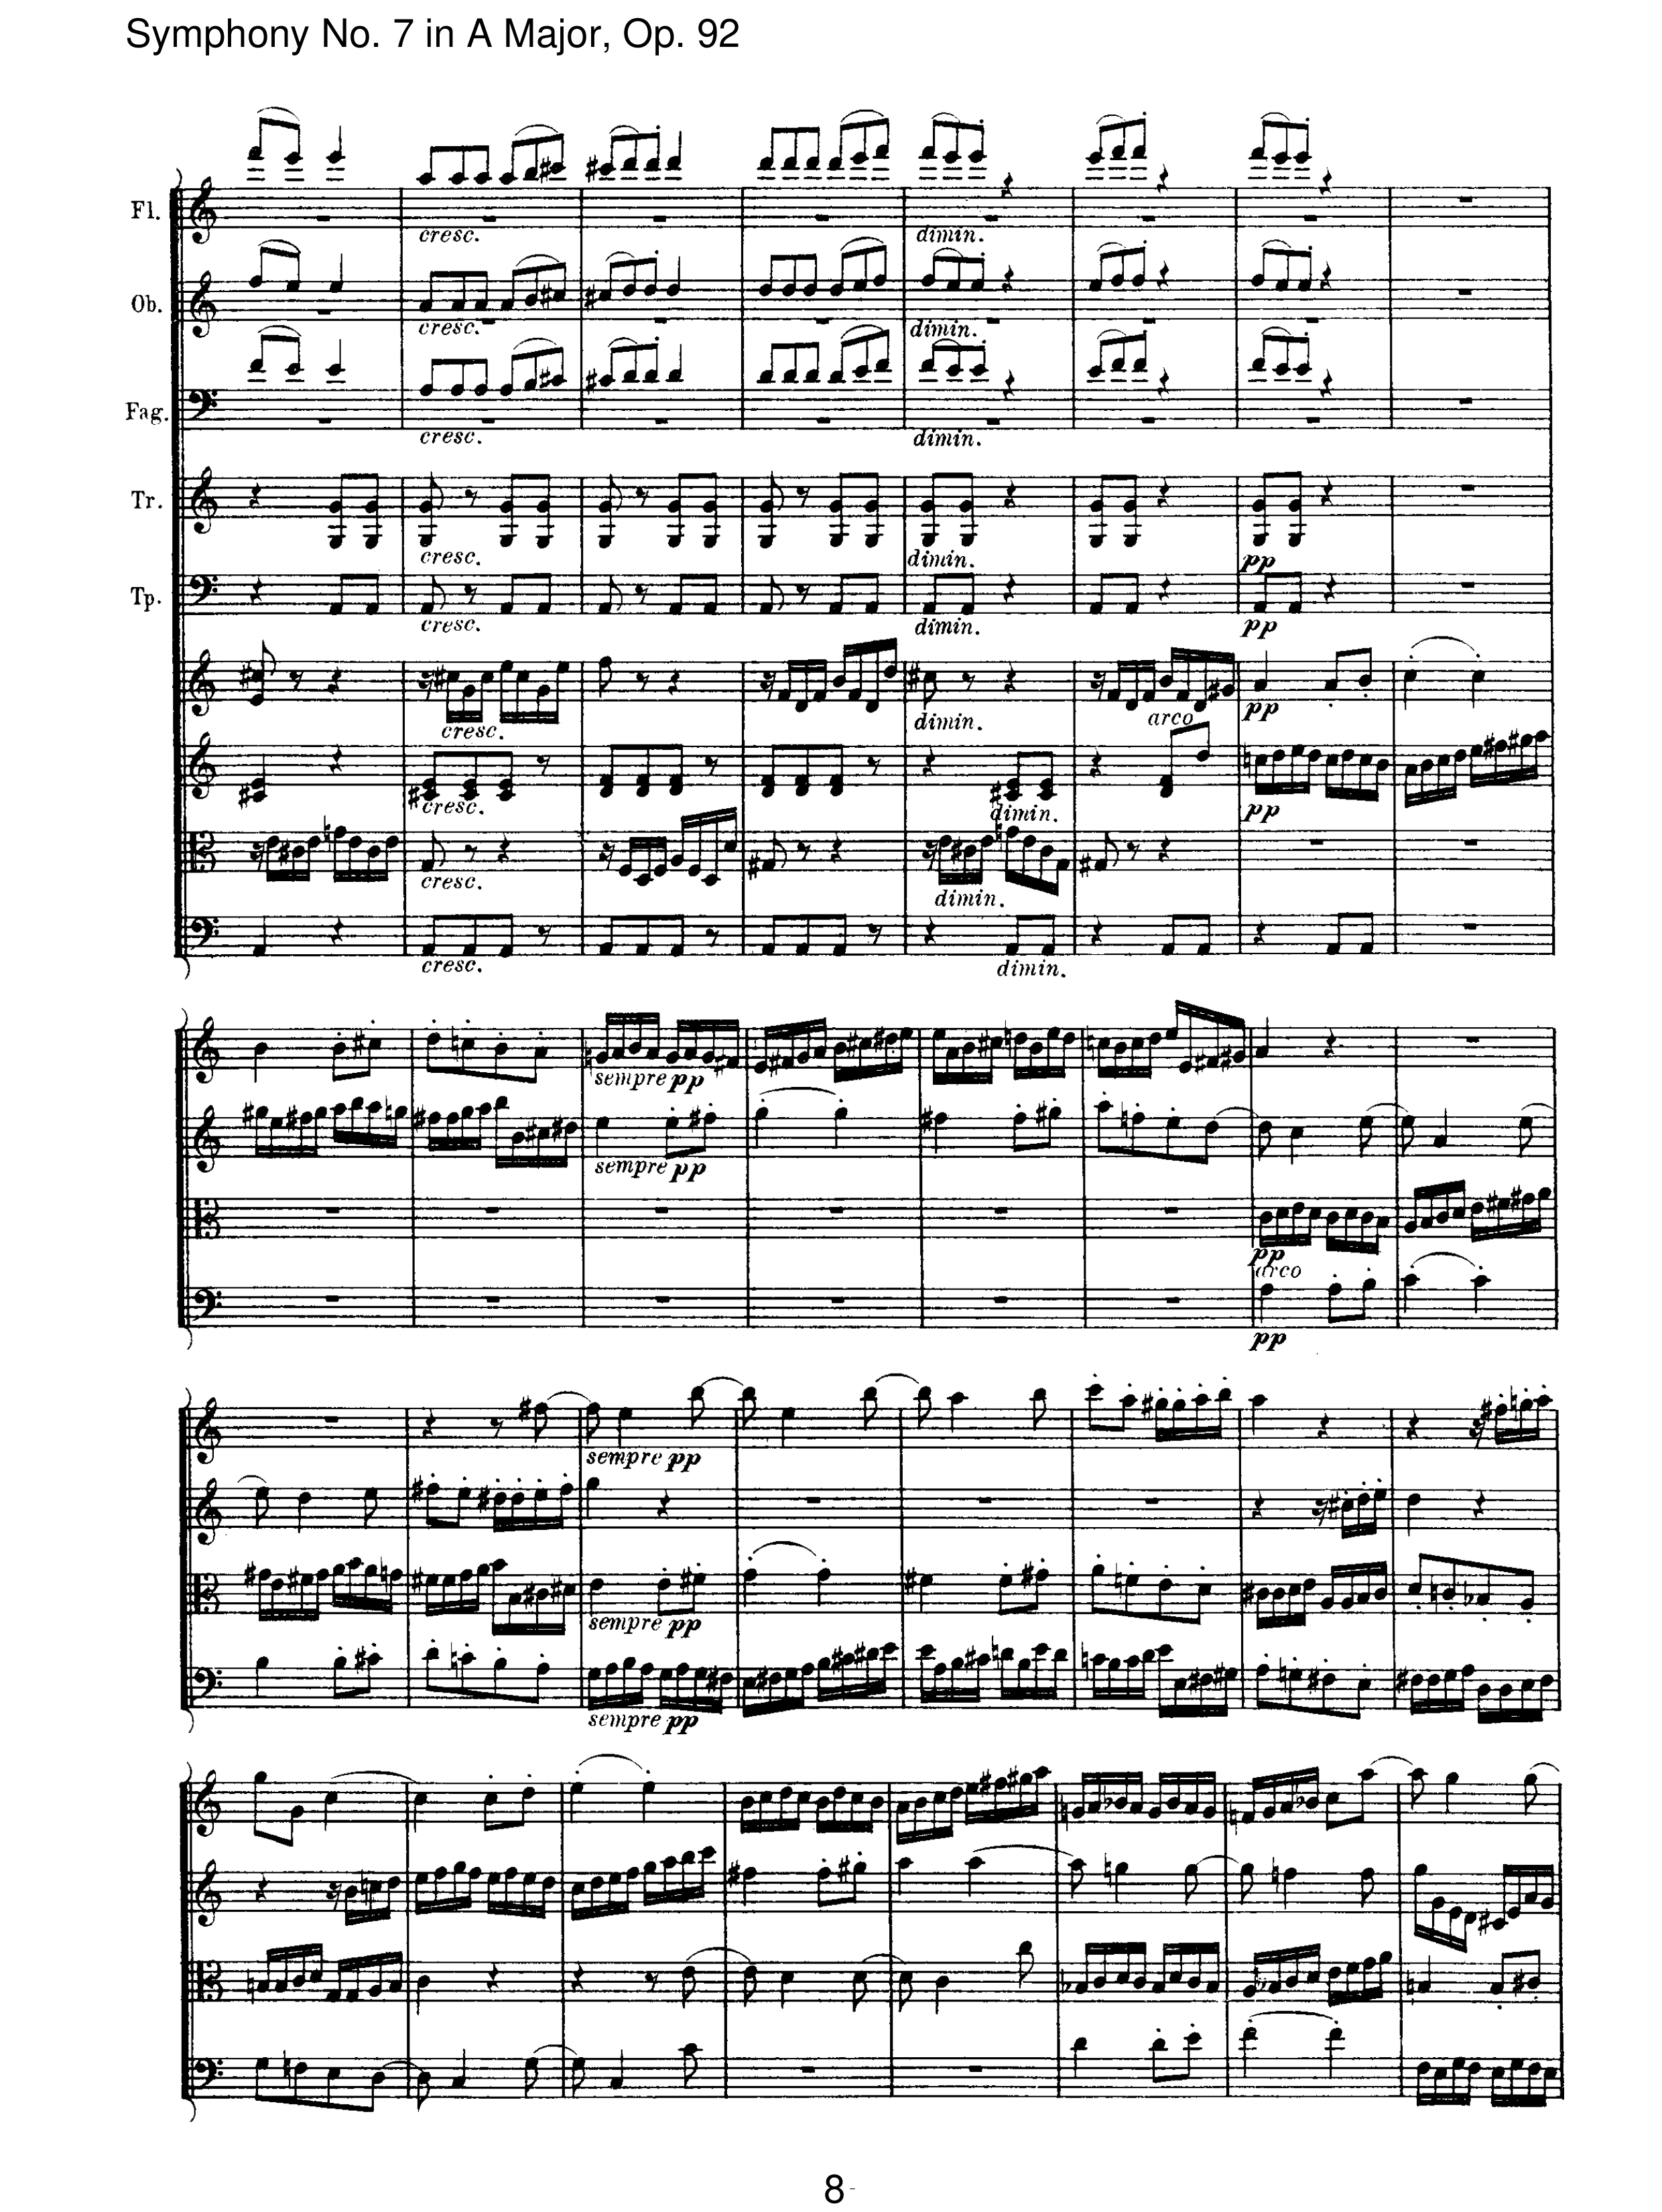 Symphony No. 7 in A Major, Op. 92
Fl.
cresc. dimin.
Ob.
cresc. dimin.
Fag.
cresc. dimin.
Tr.
cresc. dimin. pp
Tp.
cresc. dimin. pp
cresc. dimin. arco pp
cresc. dimin. pp
cresc. dimin.
cresc. dimin.
sempre pp
sempre pp
pp
arco
pp
sempre pp
sempre pp
sempre pp
8